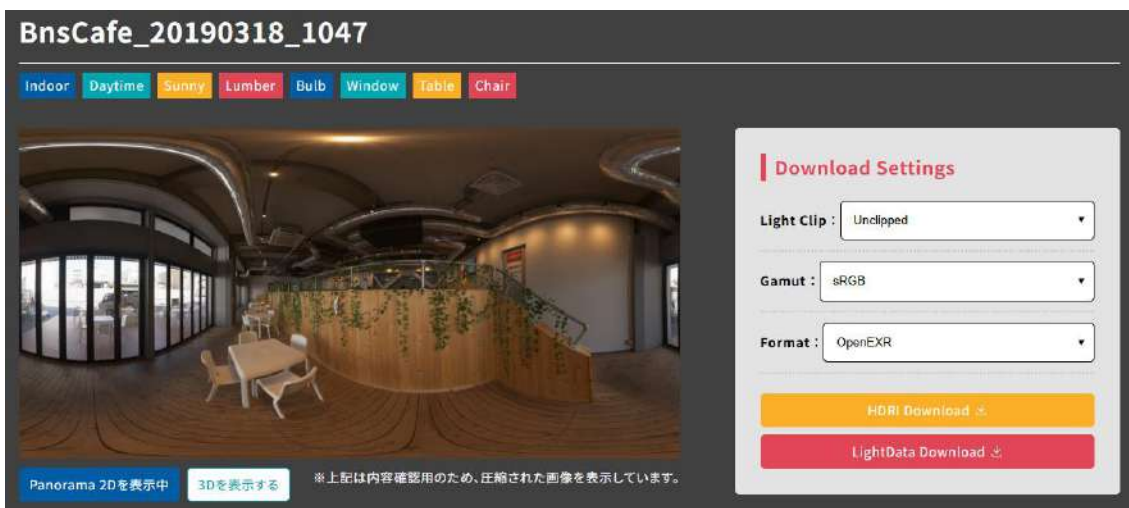 BnsCafe_20190318_1047
Indoor Daytime Sunny Lumber Bulb Window Table Chair
Download Settings
Light Clip : Unclipped
Gamut : sRGB
Format : OpenEXR
HDRI Download
LightData Download
Panorama 2Dを表示中 3Dを表示する ※上記は内容確認用のため、圧縮された画像を表示しています。